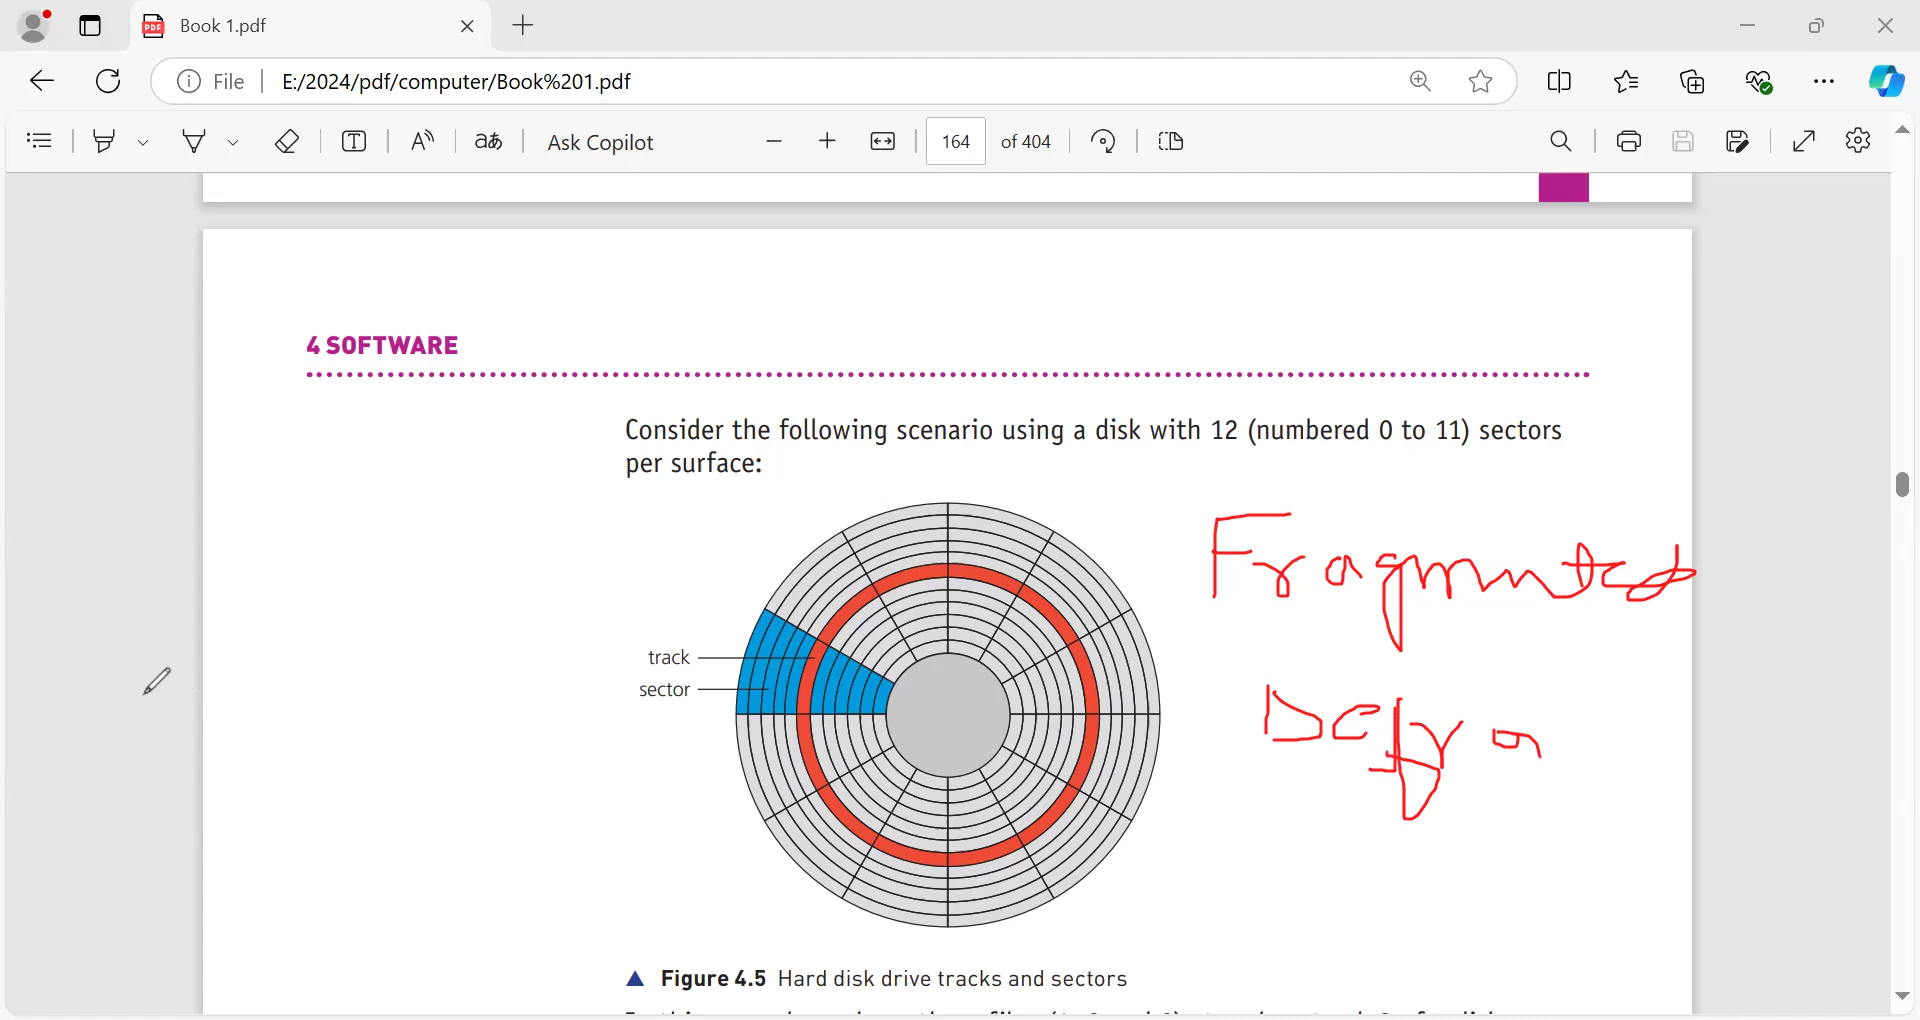 Book 1.pdf
File E:/2024/pdf/computer/Book%201.pdf
Ask Copilot 164 of 404
4 SOFTWARE
Consider the following scenario using a disk with 12 (numbered 0 to 11) sectors
per surface:
track
sector
Defra
▲ Figure 4.5 Hard disk drive tracks and sectors